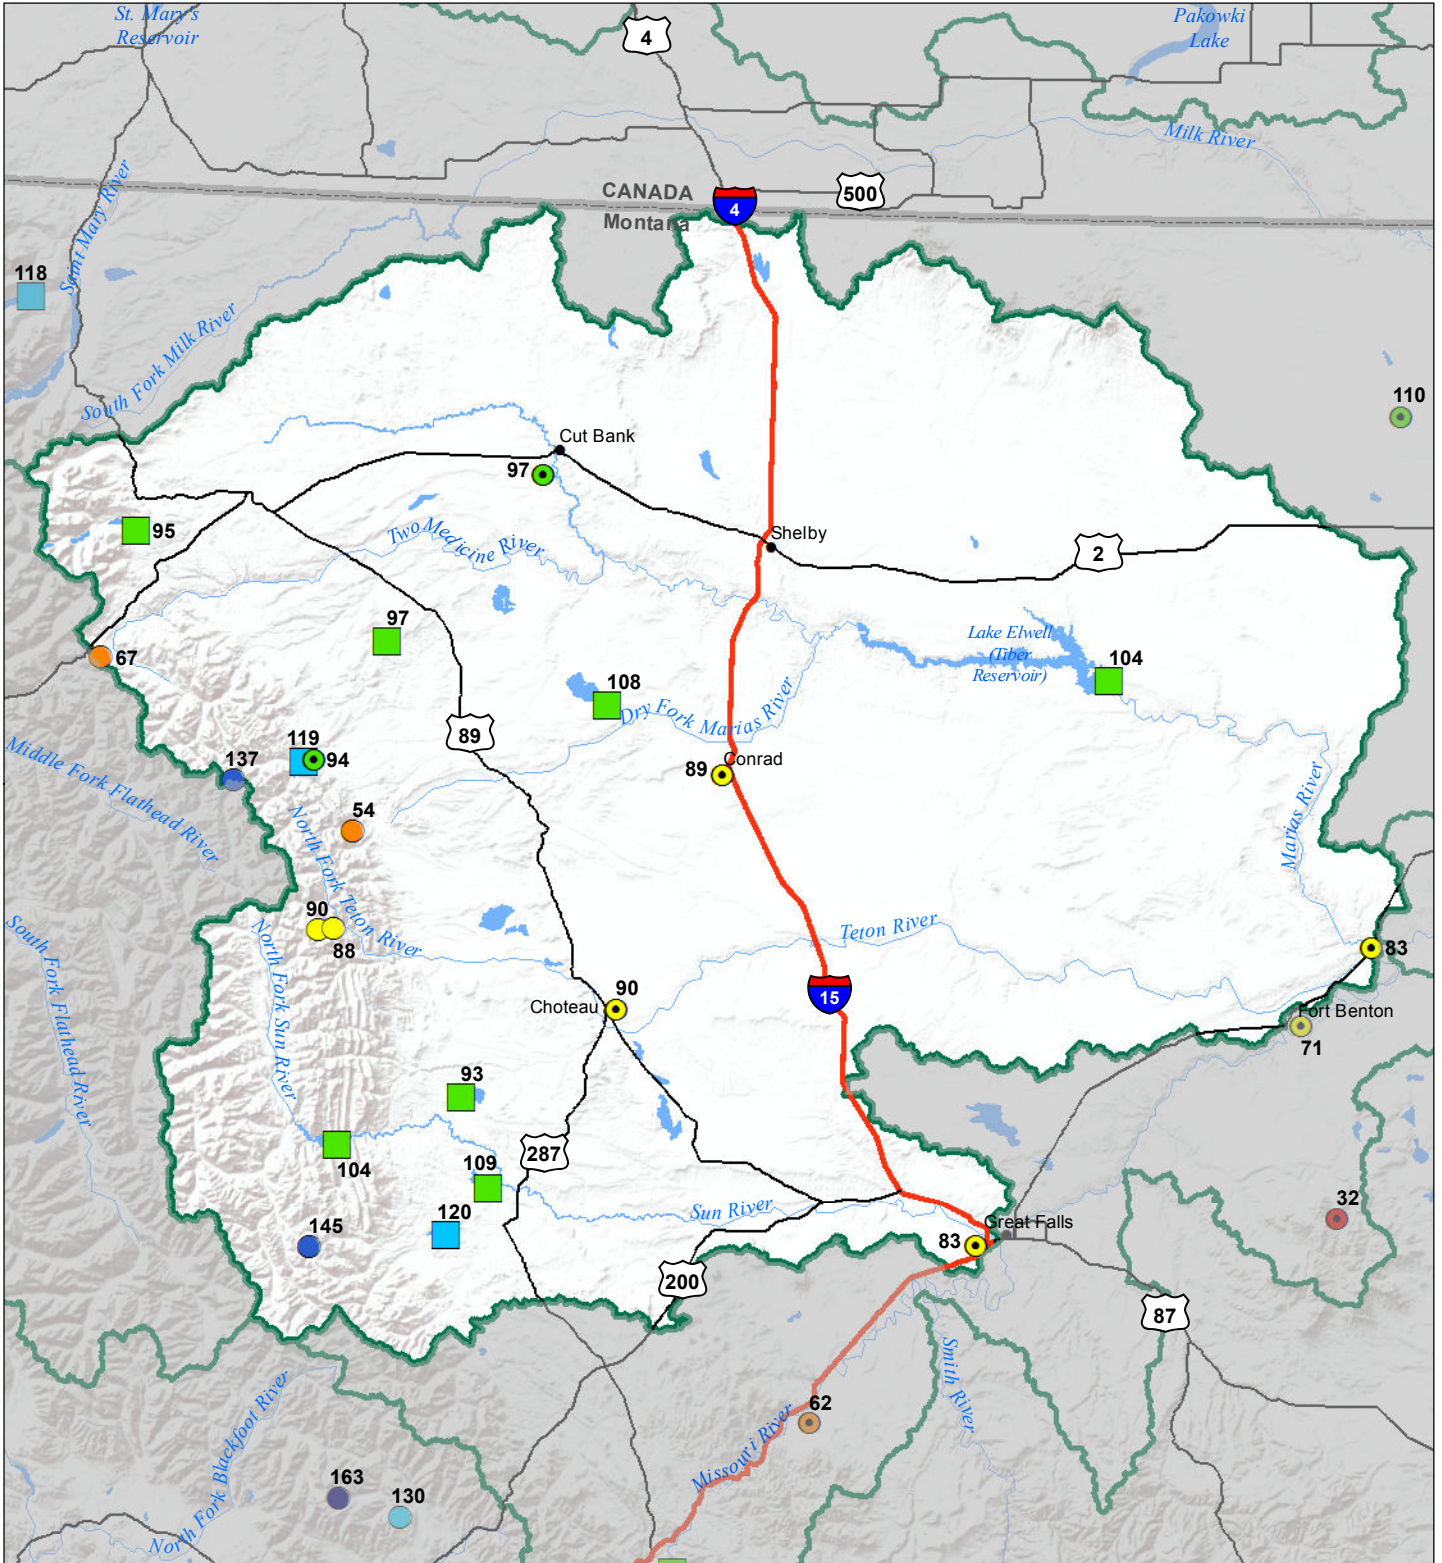 St. Mary's
Reservoir
4
Pakowki
Lake
Milk River
CANADA
Montana
4
500
Saint Mary River
118
South Fork Milk River
110
Cut Bank
97
95
Two Medicine River
Shelby
2
97
67
Lake Elwell
(Tiber
Reservoir)
104
108
Dry Fork Marias River
89
Middle Fork Flathead River
137
119
94
89
Conrad
Marias River
54
North Fork Teton River
90
88
South Fork Flathead River
North Fork Sun River
Teton River
83
90
Choteau
15
Fort Benton
71
93
104
287
109
120
145
Sun River
32
Great Falls
83
200
87
Smith River
North Fork Blackfoot River
62
Missouri River
163
130